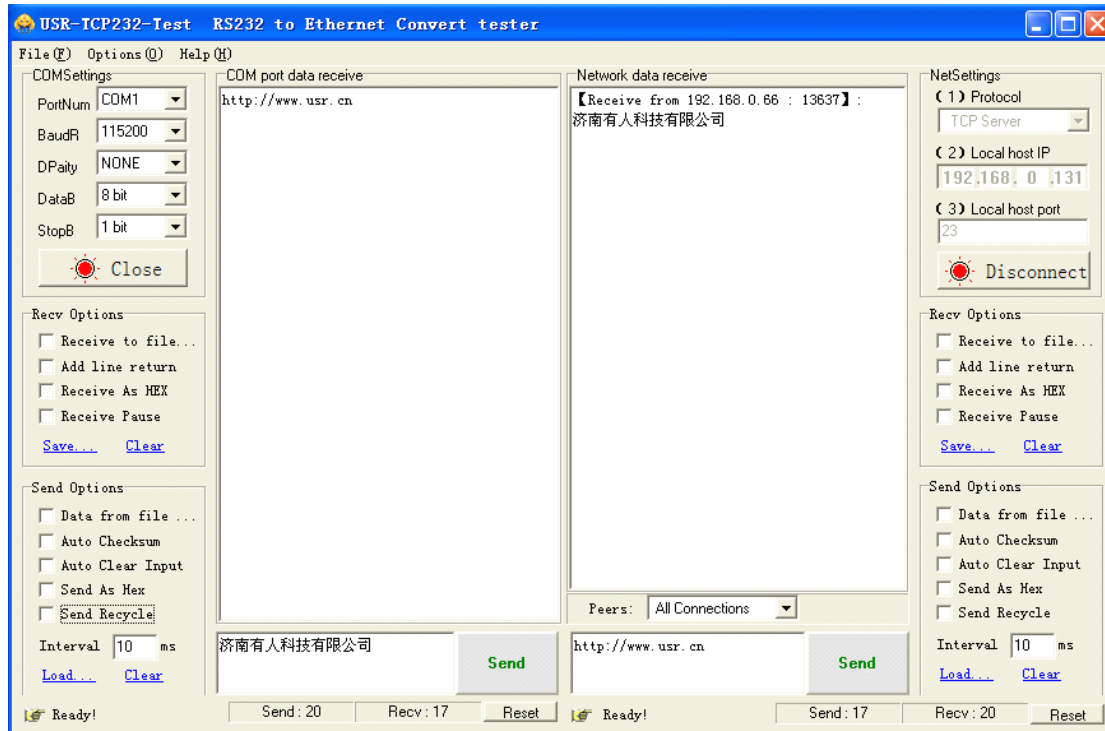 USR-TCP232-Test   RS232 to Ethernet Convert tester
File(F)  Options(O)  Help(H)
COMSettings
PortNum COM1
BaudR 115200
DPaity NONE
DataB 8 bit
StopB 1 bit
Close
Recv Options
Receive to file...
Add line return
Receive As HEX
Receive Pause
Save...   Clear
Send Options
Data from file ...
Auto Checksum
Auto Clear Input
Send As Hex
Send Recycle
Interval 10 ms
Load...   Clear
COM port data receive
http://www.usr.cn
济南有人科技有限公司
Send
Ready!   Send : 20   Recv : 17   Reset
Network data receive
【Receive from 192.168.0.66 : 13637】:
济南有人科技有限公司
Peers: All Connections
http://www.usr.cn
Send
Ready!   Send : 17   Recv : 20   Reset
NetSettings
( 1 ) Protocol
TCP Server
( 2 ) Local host IP
192.168. 0 .131
( 3 ) Local host port
23
Disconnect
Recv Options
Receive to file...
Add line return
Receive As HEX
Receive Pause
Save...   Clear
Send Options
Data from file ...
Auto Checksum
Auto Clear Input
Send As Hex
Send Recycle
Interval 10 ms
Load...   Clear